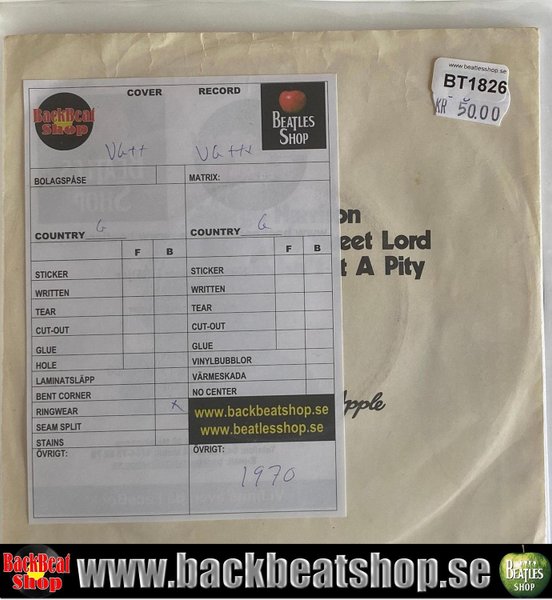 www.beatlesshop.se
BT1826
KR 50.00
BackBeat
Shop
COVER RECORD
BEATLES
SHOP
VG++ VG++
BOLAGSPÅSE MATRIX:
COUNTRY G COUNTRY G
F B F B
STICKER STICKER
WRITTEN WRITTEN
TEAR TEAR
CUT-OUT CUT-OUT
GLUE GLUE
HOLE VINYLBUBBLOR
LAMINATSLÄPP VÄRMESKADA
BENT CORNER NO CENTER
RINGWEAR x
SEAM SPLIT
STAINS
www.backbeatshop.se
www.beatlesshop.se
ÖVRIGT: ÖVRIGT:
1970
on
eet Lord
t A Pity
Apple
BackBeat
Shop
www.backbeatshop.se
BEATLES
SHOP